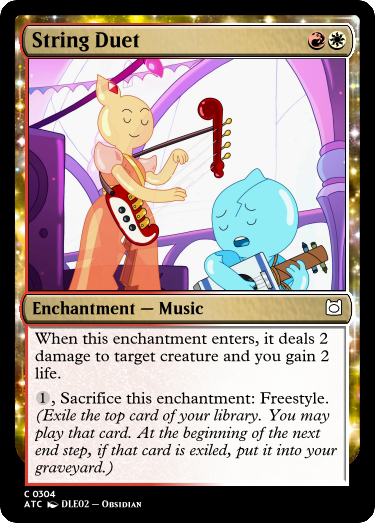 String Duet
Enchantment — Music
When this enchantment enters, it deals 2
damage to target creature and you gain 2
life.
1, Sacrifice this enchantment: Freestyle.
(Exile the top card of your library. You may
play that card. At the beginning of the next
end step, if that card is exiled, put it into your
graveyard.)
C 0304
ATC DLE02 — Obsidian